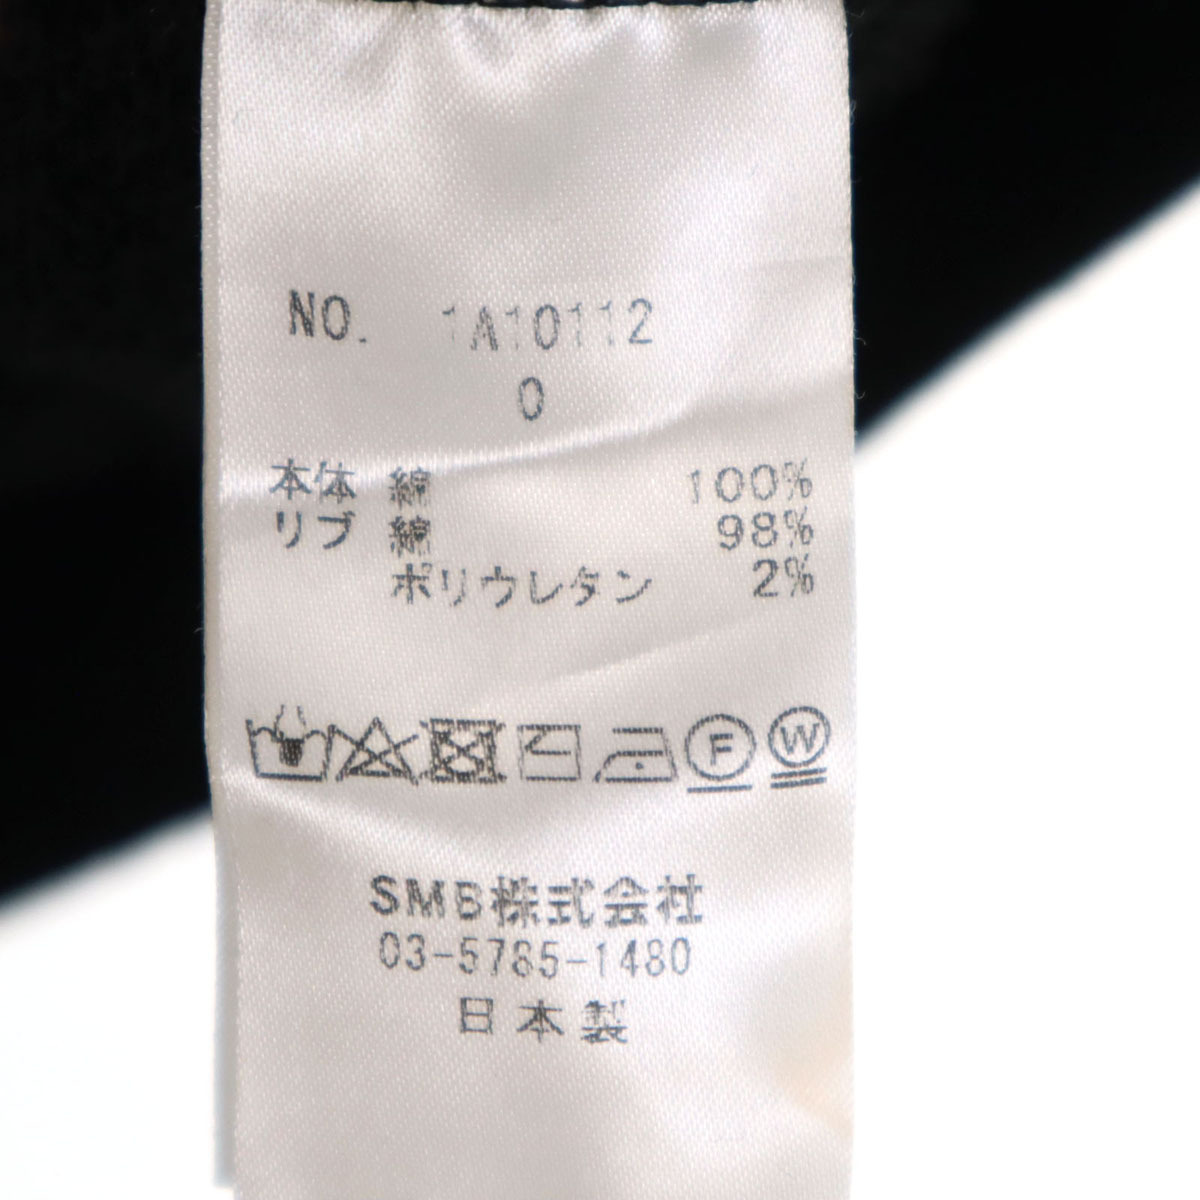 NO. 1A10112
0
本体 綿 100%
リブ 綿 98%
ポリウレタン 2%
F W
SMB株式会社
03-5785-1480
日本製